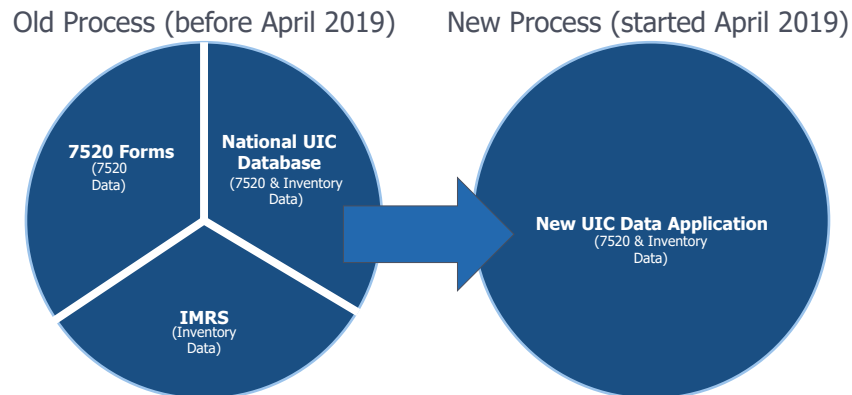 Old Process (before April 2019)
New Process (started April 2019)
7520 Forms
(7520
Data)
National UIC
Database
(7520 & Inventory
Data)
IMRS
(Inventory
Data)
New UIC Data Application
(7520 & Inventory
Data)